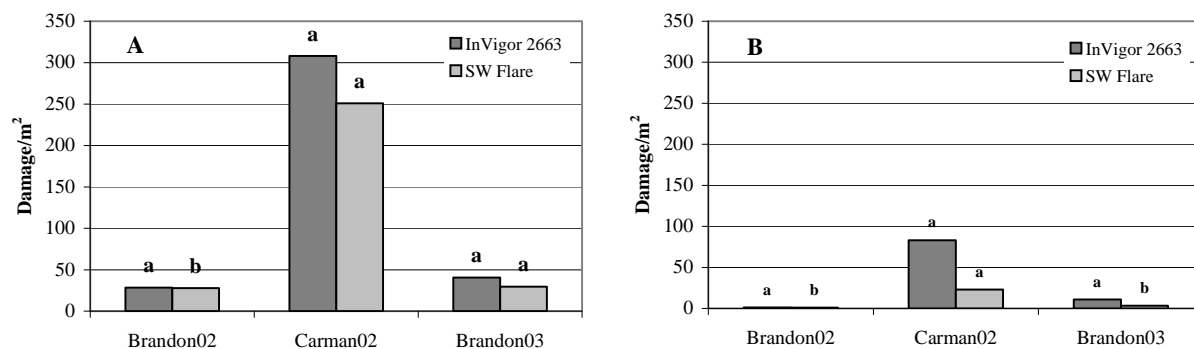 A
InVigor 2663
SW Flare
Damage/m²
350
300
250
200
150
100
50
0
a b a a a a
Brandon02 Carman02 Brandon03
B
InVigor 2663
SW Flare
Damage/m²
350
300
250
200
150
100
50
0
a b a a a b
Brandon02 Carman02 Brandon03